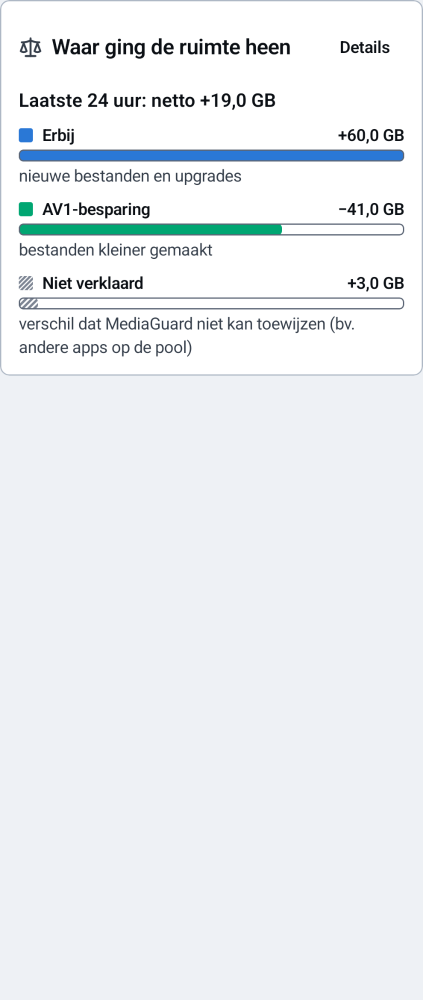 Waar ging de ruimte heen Details
Laatste 24 uur: netto +19,0 GB
Erbij +60,0 GB
nieuwe bestanden en upgrades
AV1-besparing −41,0 GB
bestanden kleiner gemaakt
Niet verklaard +3,0 GB
verschil dat MediaGuard niet kan toewijzen (bv.
andere apps op de pool)